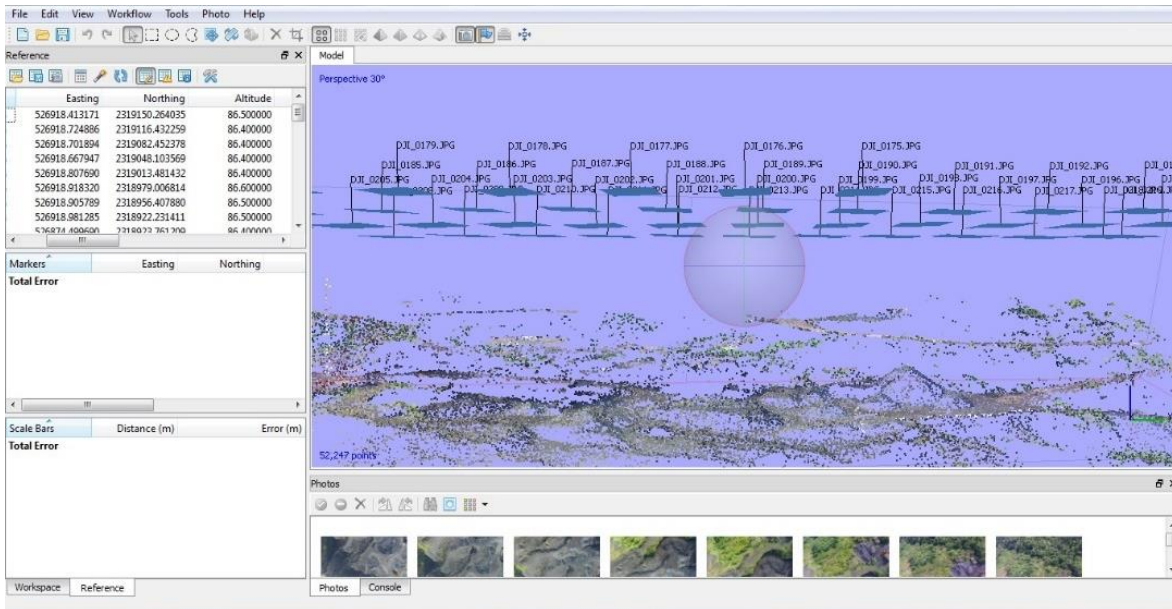 File Edit View Workflow Tools Photo Help
Reference
Model
Easting Northing Altitude
526918.413171 2319150.264035 86.500000
526918.724886 2319116.432259 86.400000
526918.701894 2319082.452378 86.400000
526918.667947 2319048.103569 86.400000
526918.807690 2319013.481432 86.400000
526918.918320 2318979.006814 86.600000
526918.905789 2318956.407880 86.500000
526918.981285 2318922.231411 86.500000
526874.499690 2318923.761209 86.400000
Markers Easting Northing
Total Error
Scale Bars Distance (m) Error (m)
Total Error
Workspace Reference
Perspective 30°
DJI_0179.JPG DJI_0178.JPG DJI_0177.JPG DJI_0176.JPG DJI_0175.JPG
DJI_0185.JPG DJI_0186.JPG DJI_0187.JPG DJI_0188.JPG DJI_0189.JPG DJI_0190.JPG DJI_0191.JPG DJI_0192.JPG
DJI_0205.JPG DJI_0204.JPG DJI_0203.JPG DJI_0202.JPG DJI_0201.JPG DJI_0200.JPG DJI_0199.JPG DJI_0198.JPG DJI_0197.JPG DJI_0196.JPG
DJI_0210.JPG DJI_0212.JPG DJI_0215.JPG DJI_0216.JPG DJI_0217.JPG
52,247 points
Photos
Photos Console